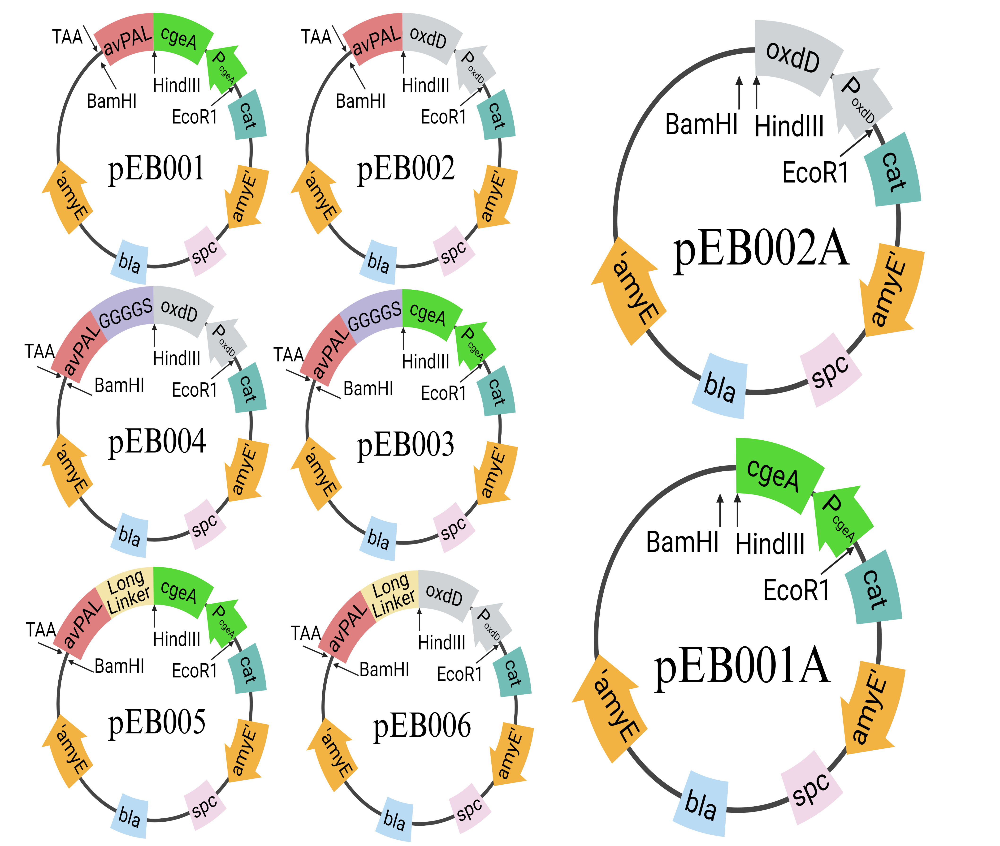 TAA
avPAL
cgeA
P
cgeA
HindIII
BamHI
EcoR1
cat
pEB001
'amyE
amyE'
bla
spc
TAA
avPAL
oxdD
P
oxdD
HindIII
BamHI
EcoR1
cat
pEB002
'amyE
amyE'
bla
spc
oxdD
P
oxdD
BamHI
HindIII
EcoR1
cat
pEB002A
'amyE
amyE'
bla
spc
TAA
avPAL
GGGGS
oxdD
P
oxdD
HindIII
BamHI
EcoR1
cat
pEB004
'amyE
amyE'
bla
spc
TAA
avPAL
GGGGS
cgeA
P
cgeA
HindIII
BamHI
EcoR1
cat
pEB003
'amyE
amyE'
bla
spc
cgeA
P
cgeA
BamHI
HindIII
EcoR1
cat
pEB001A
'amyE
amyE'
bla
spc
TAA
avPAL
Long
Linker
cgeA
P
cgeA
HindIII
BamHI
EcoR1
cat
pEB005
'amyE
amyE'
bla
spc
TAA
avPAL
Long
Linker
oxdD
P
oxdD
HindIII
BamHI
EcoR1
cat
pEB006
'amyE
amyE'
bla
spc